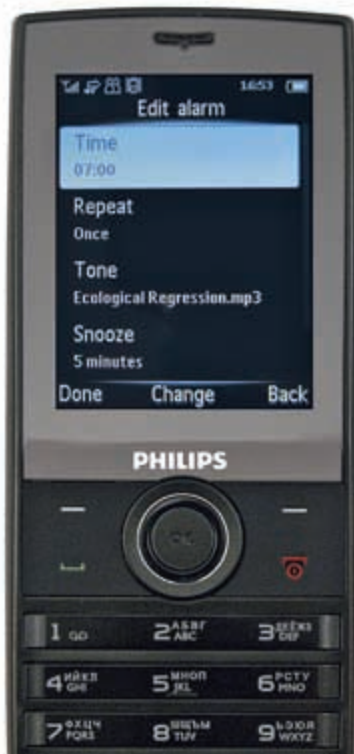 16:53
Edit alarm
Time
07:00
Repeat
Once
Tone
Ecological Regression.mp3
Snooze
5 minutes
Done Change Back
PHILIPS
OK
1 2 АБВГ ABC 3 ДЕЁЖЗ DEF
4 ИЙКЛ GHI 5 МНОП JKL 6 РСТУ MNO
7 ФХЦЧ PQRS 8 ШЩЪЫ TUV 9 ЬЭЮЯ WXYZ